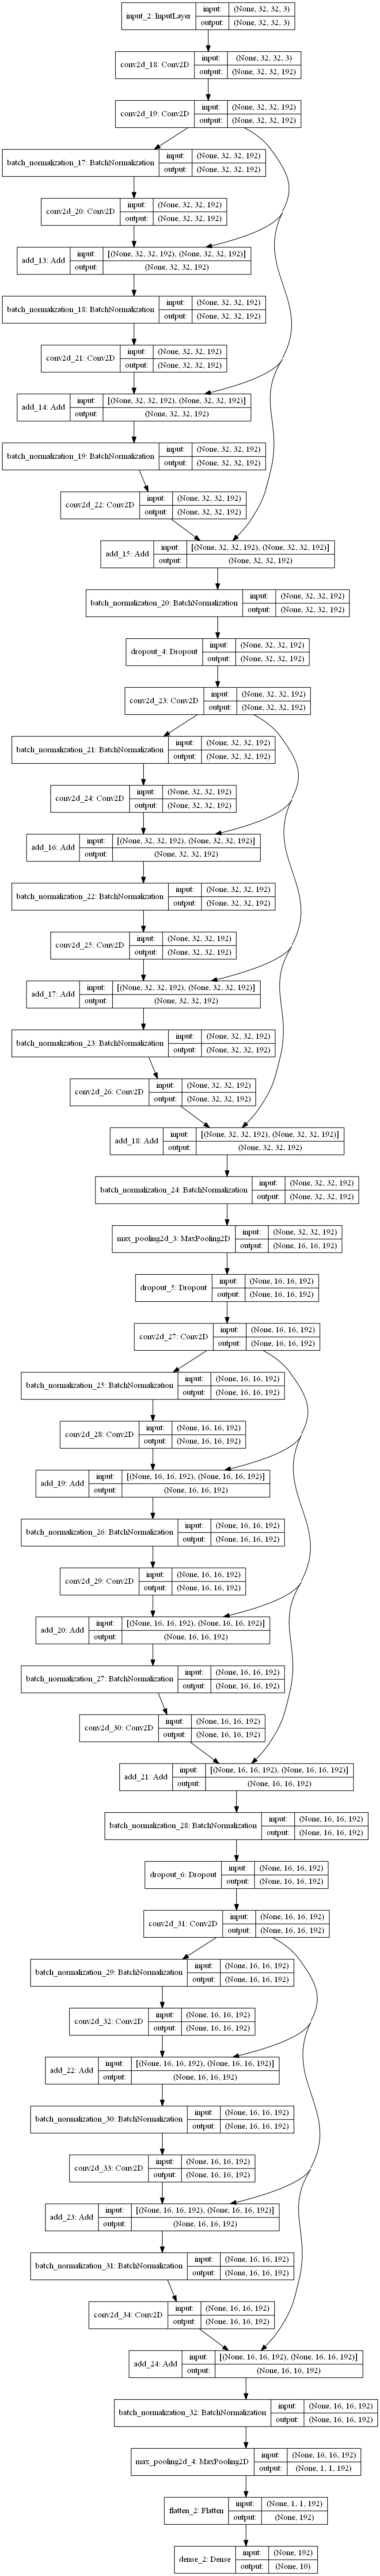 input_2: InputLayer
input: (None, 32, 32, 3)
output: (None, 32, 32, 3)
conv2d_18: Conv2D
input: (None, 32, 32, 3)
output: (None, 32, 32, 192)
conv2d_19: Conv2D
input: (None, 32, 32, 192)
output: (None, 32, 32, 192)
batch_normalization_17: BatchNormalization
input: (None, 32, 32, 192)
output: (None, 32, 32, 192)
conv2d_20: Conv2D
input: (None, 32, 32, 192)
output: (None, 32, 32, 192)
add_13: Add
input: [(None, 32, 32, 192), (None, 32, 32, 192)]
output: (None, 32, 32, 192)
batch_normalization_18: BatchNormalization
input: (None, 32, 32, 192)
output: (None, 32, 32, 192)
conv2d_21: Conv2D
input: (None, 32, 32, 192)
output: (None, 32, 32, 192)
add_14: Add
input: [(None, 32, 32, 192), (None, 32, 32, 192)]
output: (None, 32, 32, 192)
batch_normalization_19: BatchNormalization
input: (None, 32, 32, 192)
output: (None, 32, 32, 192)
conv2d_22: Conv2D
input: (None, 32, 32, 192)
output: (None, 32, 32, 192)
add_15: Add
input: [(None, 32, 32, 192), (None, 32, 32, 192)]
output: (None, 32, 32, 192)
batch_normalization_20: BatchNormalization
input: (None, 32, 32, 192)
output: (None, 32, 32, 192)
dropout_4: Dropout
input: (None, 32, 32, 192)
output: (None, 32, 32, 192)
conv2d_23: Conv2D
input: (None, 32, 32, 192)
output: (None, 32, 32, 192)
batch_normalization_21: BatchNormalization
input: (None, 32, 32, 192)
output: (None, 32, 32, 192)
conv2d_24: Conv2D
input: (None, 32, 32, 192)
output: (None, 32, 32, 192)
add_16: Add
input: [(None, 32, 32, 192), (None, 32, 32, 192)]
output: (None, 32, 32, 192)
batch_normalization_22: BatchNormalization
input: (None, 32, 32, 192)
output: (None, 32, 32, 192)
conv2d_25: Conv2D
input: (None, 32, 32, 192)
output: (None, 32, 32, 192)
add_17: Add
input: [(None, 32, 32, 192), (None, 32, 32, 192)]
output: (None, 32, 32, 192)
batch_normalization_23: BatchNormalization
input: (None, 32, 32, 192)
output: (None, 32, 32, 192)
conv2d_26: Conv2D
input: (None, 32, 32, 192)
output: (None, 32, 32, 192)
add_18: Add
input: [(None, 32, 32, 192), (None, 32, 32, 192)]
output: (None, 32, 32, 192)
batch_normalization_24: BatchNormalization
input: (None, 32, 32, 192)
output: (None, 32, 32, 192)
max_pooling2d_3: MaxPooling2D
input: (None, 32, 32, 192)
output: (None, 16, 16, 192)
dropout_5: Dropout
input: (None, 16, 16, 192)
output: (None, 16, 16, 192)
conv2d_27: Conv2D
input: (None, 16, 16, 192)
output: (None, 16, 16, 192)
batch_normalization_25: BatchNormalization
input: (None, 16, 16, 192)
output: (None, 16, 16, 192)
conv2d_28: Conv2D
input: (None, 16, 16, 192)
output: (None, 16, 16, 192)
add_19: Add
input: [(None, 16, 16, 192), (None, 16, 16, 192)]
output: (None, 16, 16, 192)
batch_normalization_26: BatchNormalization
input: (None, 16, 16, 192)
output: (None, 16, 16, 192)
conv2d_29: Conv2D
input: (None, 16, 16, 192)
output: (None, 16, 16, 192)
add_20: Add
input: [(None, 16, 16, 192), (None, 16, 16, 192)]
output: (None, 16, 16, 192)
batch_normalization_27: BatchNormalization
input: (None, 16, 16, 192)
output: (None, 16, 16, 192)
conv2d_30: Conv2D
input: (None, 16, 16, 192)
output: (None, 16, 16, 192)
add_21: Add
input: [(None, 16, 16, 192), (None, 16, 16, 192)]
output: (None, 16, 16, 192)
batch_normalization_28: BatchNormalization
input: (None, 16, 16, 192)
output: (None, 16, 16, 192)
dropout_6: Dropout
input: (None, 16, 16, 192)
output: (None, 16, 16, 192)
conv2d_31: Conv2D
input: (None, 16, 16, 192)
output: (None, 16, 16, 192)
batch_normalization_29: BatchNormalization
input: (None, 16, 16, 192)
output: (None, 16, 16, 192)
conv2d_32: Conv2D
input: (None, 16, 16, 192)
output: (None, 16, 16, 192)
add_22: Add
input: [(None, 16, 16, 192), (None, 16, 16, 192)]
output: (None, 16, 16, 192)
batch_normalization_30: BatchNormalization
input: (None, 16, 16, 192)
output: (None, 16, 16, 192)
conv2d_33: Conv2D
input: (None, 16, 16, 192)
output: (None, 16, 16, 192)
add_23: Add
input: [(None, 16, 16, 192), (None, 16, 16, 192)]
output: (None, 16, 16, 192)
batch_normalization_31: BatchNormalization
input: (None, 16, 16, 192)
output: (None, 16, 16, 192)
conv2d_34: Conv2D
input: (None, 16, 16, 192)
output: (None, 16, 16, 192)
add_24: Add
input: [(None, 16, 16, 192), (None, 16, 16, 192)]
output: (None, 16, 16, 192)
batch_normalization_32: BatchNormalization
input: (None, 16, 16, 192)
output: (None, 16, 16, 192)
max_pooling2d_4: MaxPooling2D
input: (None, 16, 16, 192)
output: (None, 1, 1, 192)
flatten_2: Flatten
input: (None, 1, 1, 192)
output: (None, 192)
dense_2: Dense
input: (None, 192)
output: (None, 10)